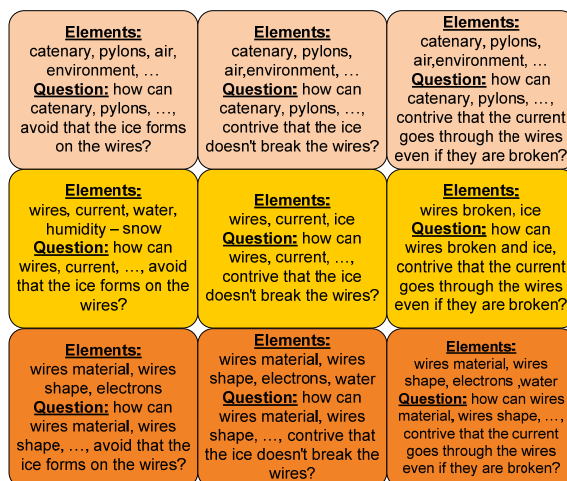 Elements:
catenary, pylons, air,
environment, …
Question: how can
catenary, pylons, …,
avoid that the ice forms
on the wires?
Elements:
catenary, pylons,
air,environment, …
Question: how can
catenary, pylons, …,
contrive that the ice
doesn't break the wires?
Elements:
catenary, pylons,
air,environment, …
Question: how can
catenary, pylons, …,
contrive that the current
goes through the wires
even if they are broken?
Elements:
wires, current, water,
humidity – snow
Question: how can
wires, current, …, avoid
that the ice forms on the
wires?
Elements:
wires, current, ice
Question: how can
wires, current, …,
contrive that the ice
doesn't break the wires?
Elements:
wires broken, ice
Question: how can
wires broken and ice,
contrive that the current
goes through the wires
even if they are broken?
Elements:
wires material, wires
shape, electrons
Question: how can
wires material, wires
shape, …, avoid that the
ice forms on the wires?
Elements:
wires material, wires
shape, electrons, water
Question: how can
wires material, wires
shape, …, contrive that
the ice doesn't break the
wires?
Elements:
wires material, wires
shape, electrons ,water
Question: how can wires
material, wires shape, …,
contrive that the current
goes through the wires
even if they are broken?